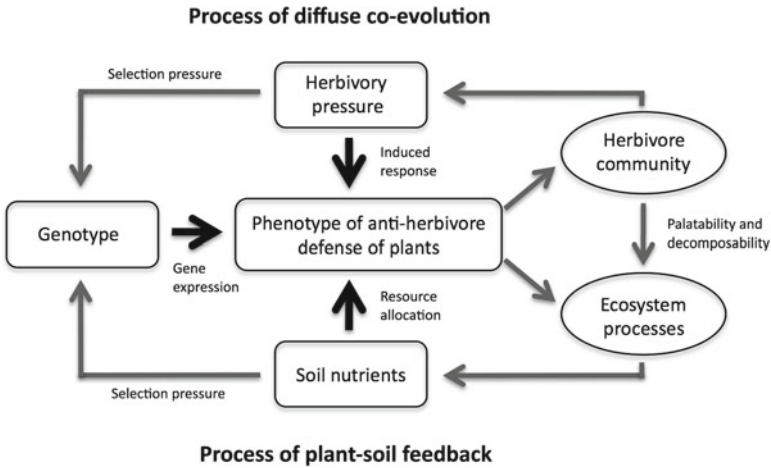 Process of diffuse co-evolution
Selection pressure
Herbivory
pressure
Herbivore
community
Induced
response
Genotype
Gene
expression
Phenotype of anti-herbivore
defense of plants
Palatability and
decomposability
Resource
allocation
Ecosystem
processes
Soil nutrients
Selection pressure
Process of plant-soil feedback